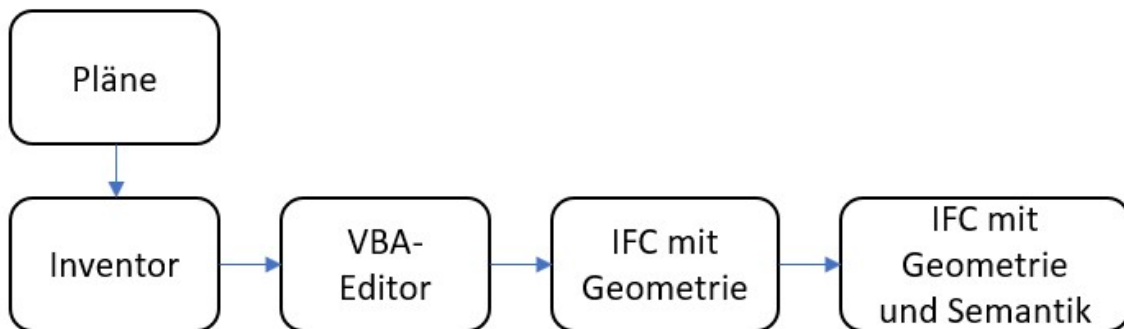 Pläne
Inventor
VBA-
Editor
IFC mit
Geometrie
IFC mit
Geometrie
und Semantik